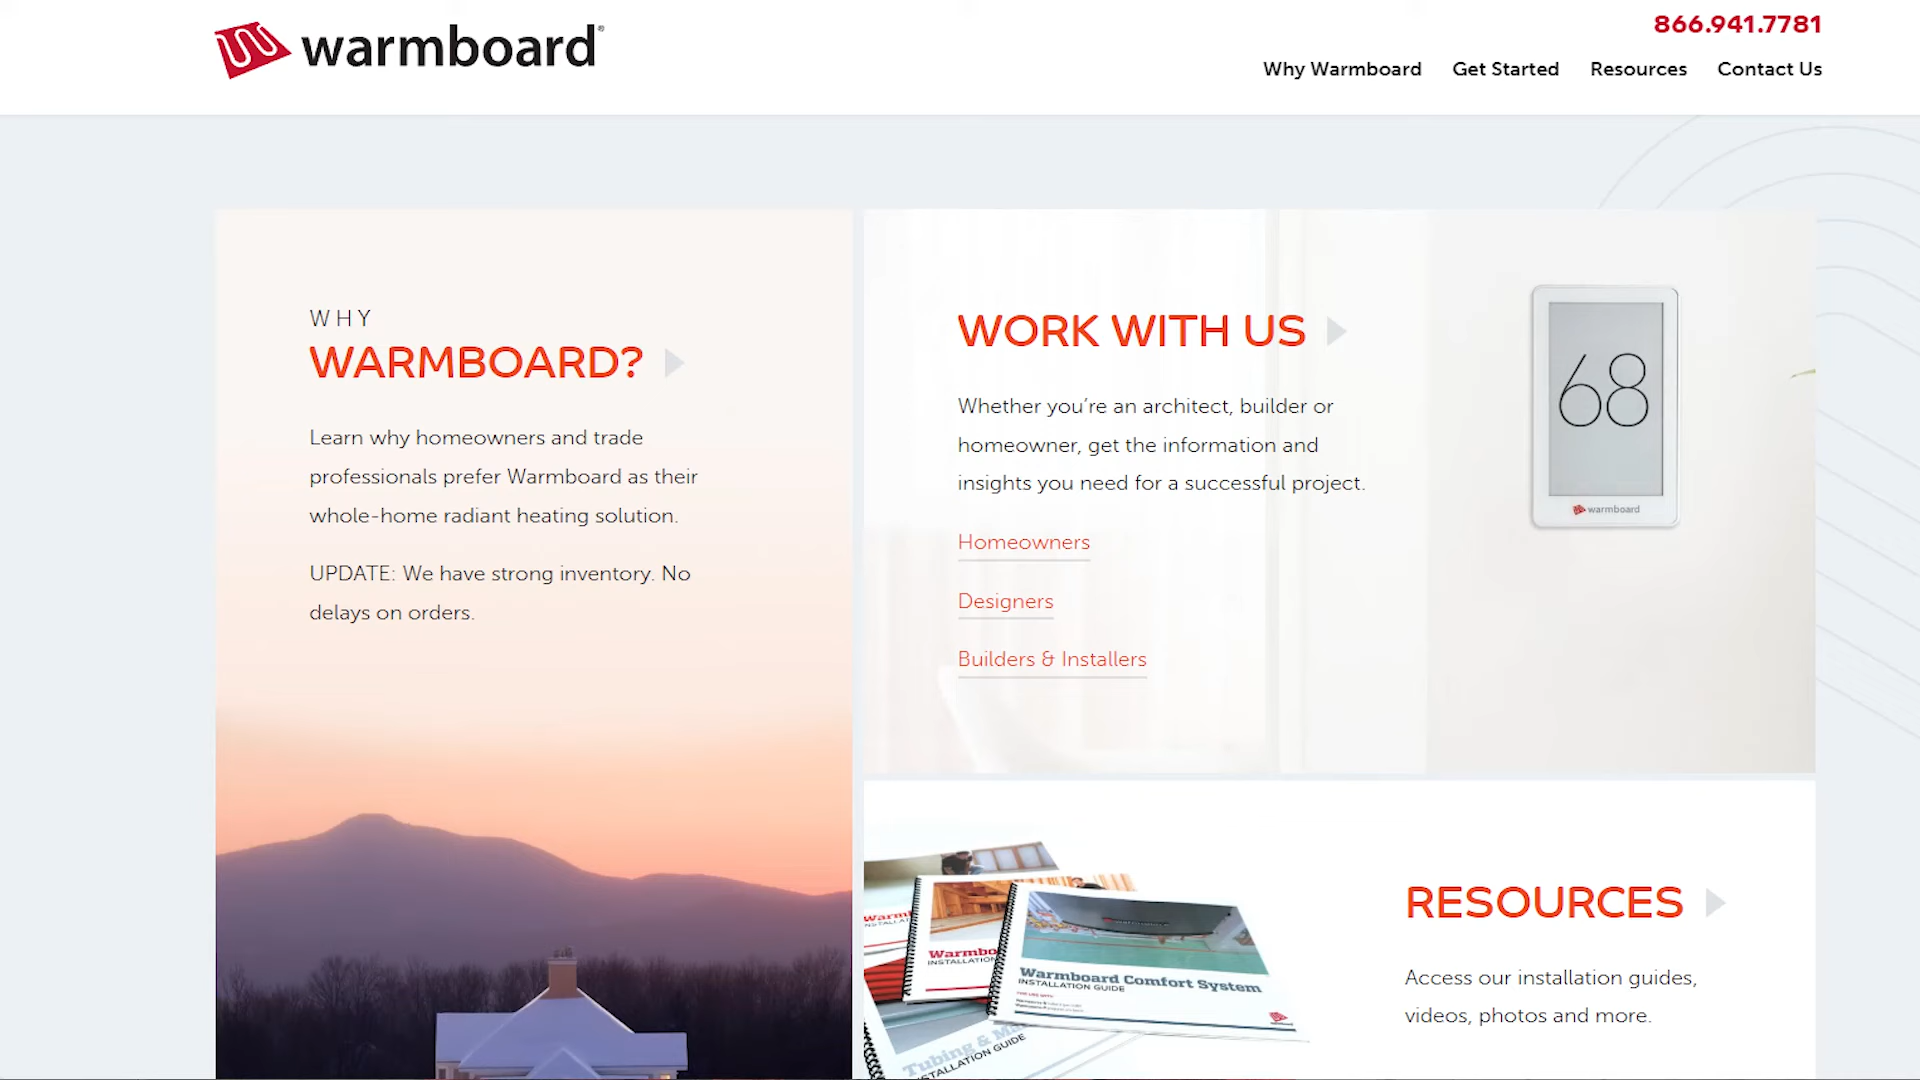 warmboard
866.941.7781
Why Warmboard Get Started Resources Contact Us
WHY
WARMBOARD?
Learn why homeowners and trade
professionals prefer Warmboard as their
whole-home radiant heating solution.
UPDATE: We have strong inventory. No
delays on orders.
WORK WITH US
Whether you’re an architect, builder or
homeowner, get the information and
insights you need for a successful project.
Homeowners
Designers
Builders & Installers
68
warmboard
RESOURCES
Access our installation guides,
videos, photos and more.
Warmbo
INSTALLATION
Warmboard Comfort System
INSTALLATION GUIDE
Tubing &
INSTALLATION GUIDE